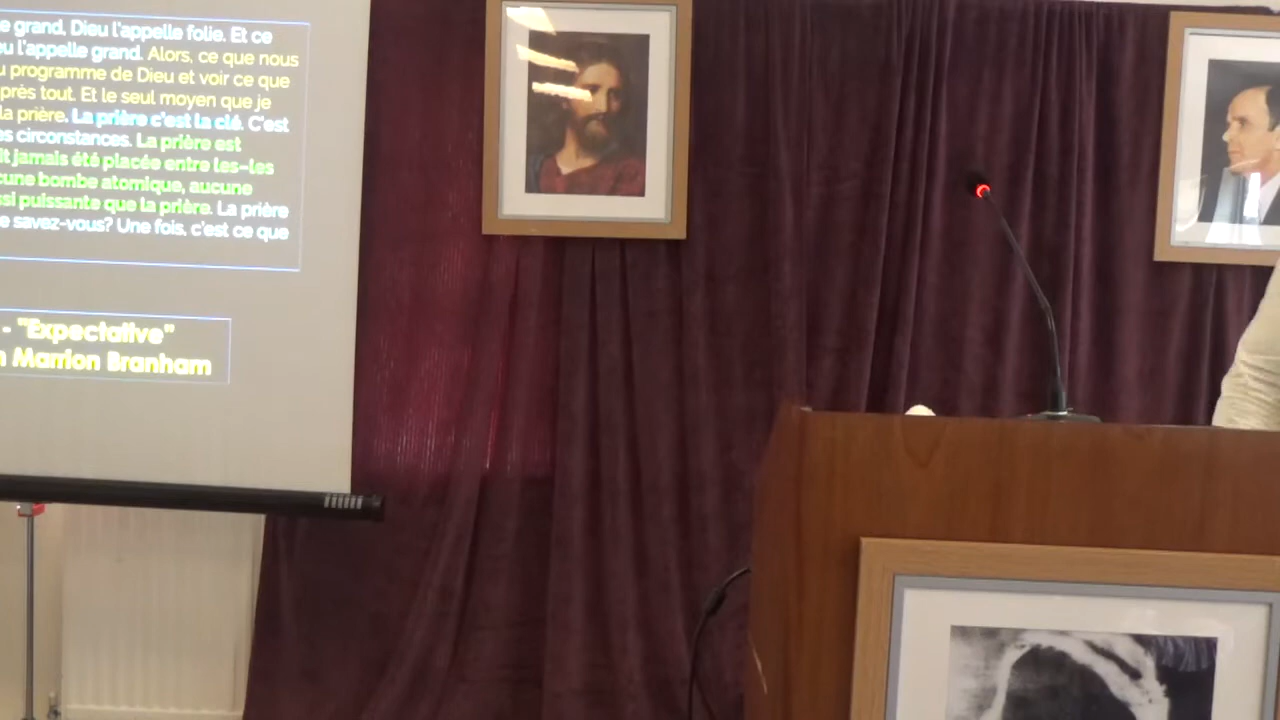 e grand, Dieu l'appelle folie. Et ce
eu l'appelle grand. Alors, ce que nous
u programme de Dieu et voir ce que
près tout. Et le seul moyen que je
la prière. La prière c'est la clé. C'est
es circonstances. La prière est
it jamais été placée entre les-les
cune bombe atomique, aucune
ssi puissante que la prière. La prière
e savez-vous? Une fois, c'est ce que
- "Expectative"
n Marrion Branham